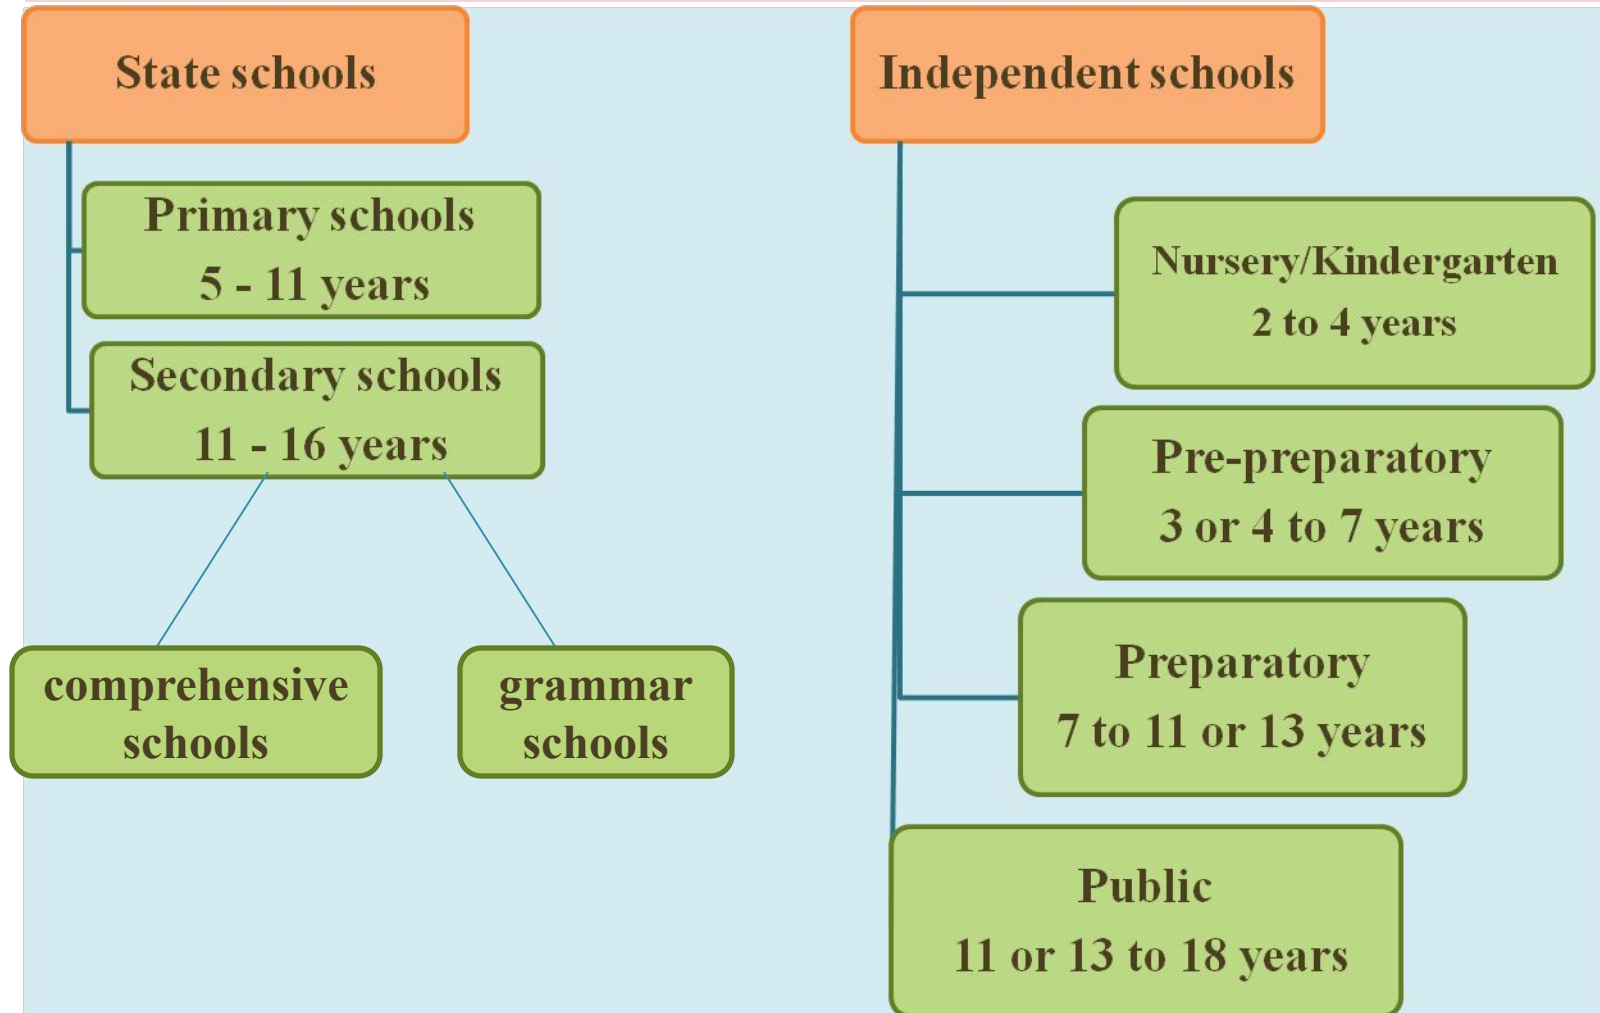 State schools
Primary schools
5 - 11 years
Secondary schools
11 - 16 years
comprehensive
schools
grammar
schools
Independent schools
Nursery/Kindergarten
2 to 4 years
Pre-preparatory
3 or 4 to 7 years
Preparatory
7 to 11 or 13 years
Public
11 or 13 to 18 years